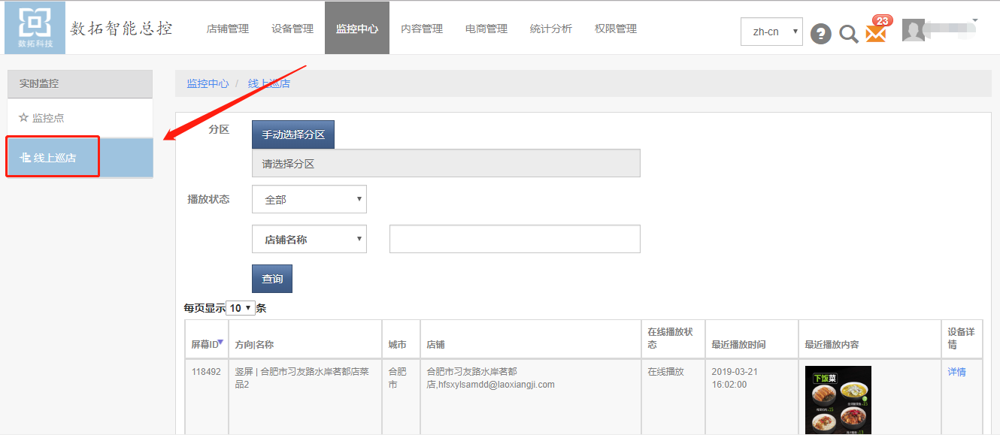 数拓科技
数拓智能总控
店铺管理
设备管理
监控中心
内容管理
电商管理
统计分析
权限管理
zh-cn
?
23
实时监控
监控点
线上巡店
监控中心 / 线上巡店
分区
手动选择分区
请选择分区
播放状态
全部
店铺名称
查询
每页显示 10 条
屏幕ID
方向|名称
城市
店铺
在线播放状
态
最近播放时间
最近播放内容
设备详
情
118492
竖屏 | 合肥市习友路水岸茗都店菜
品2
合肥
市
合肥市习友路水岸茗都
店,hfsxylsamdd@laoxiangji.com
在线播放
2019-03-21
16:02:00
下饭菜
详情